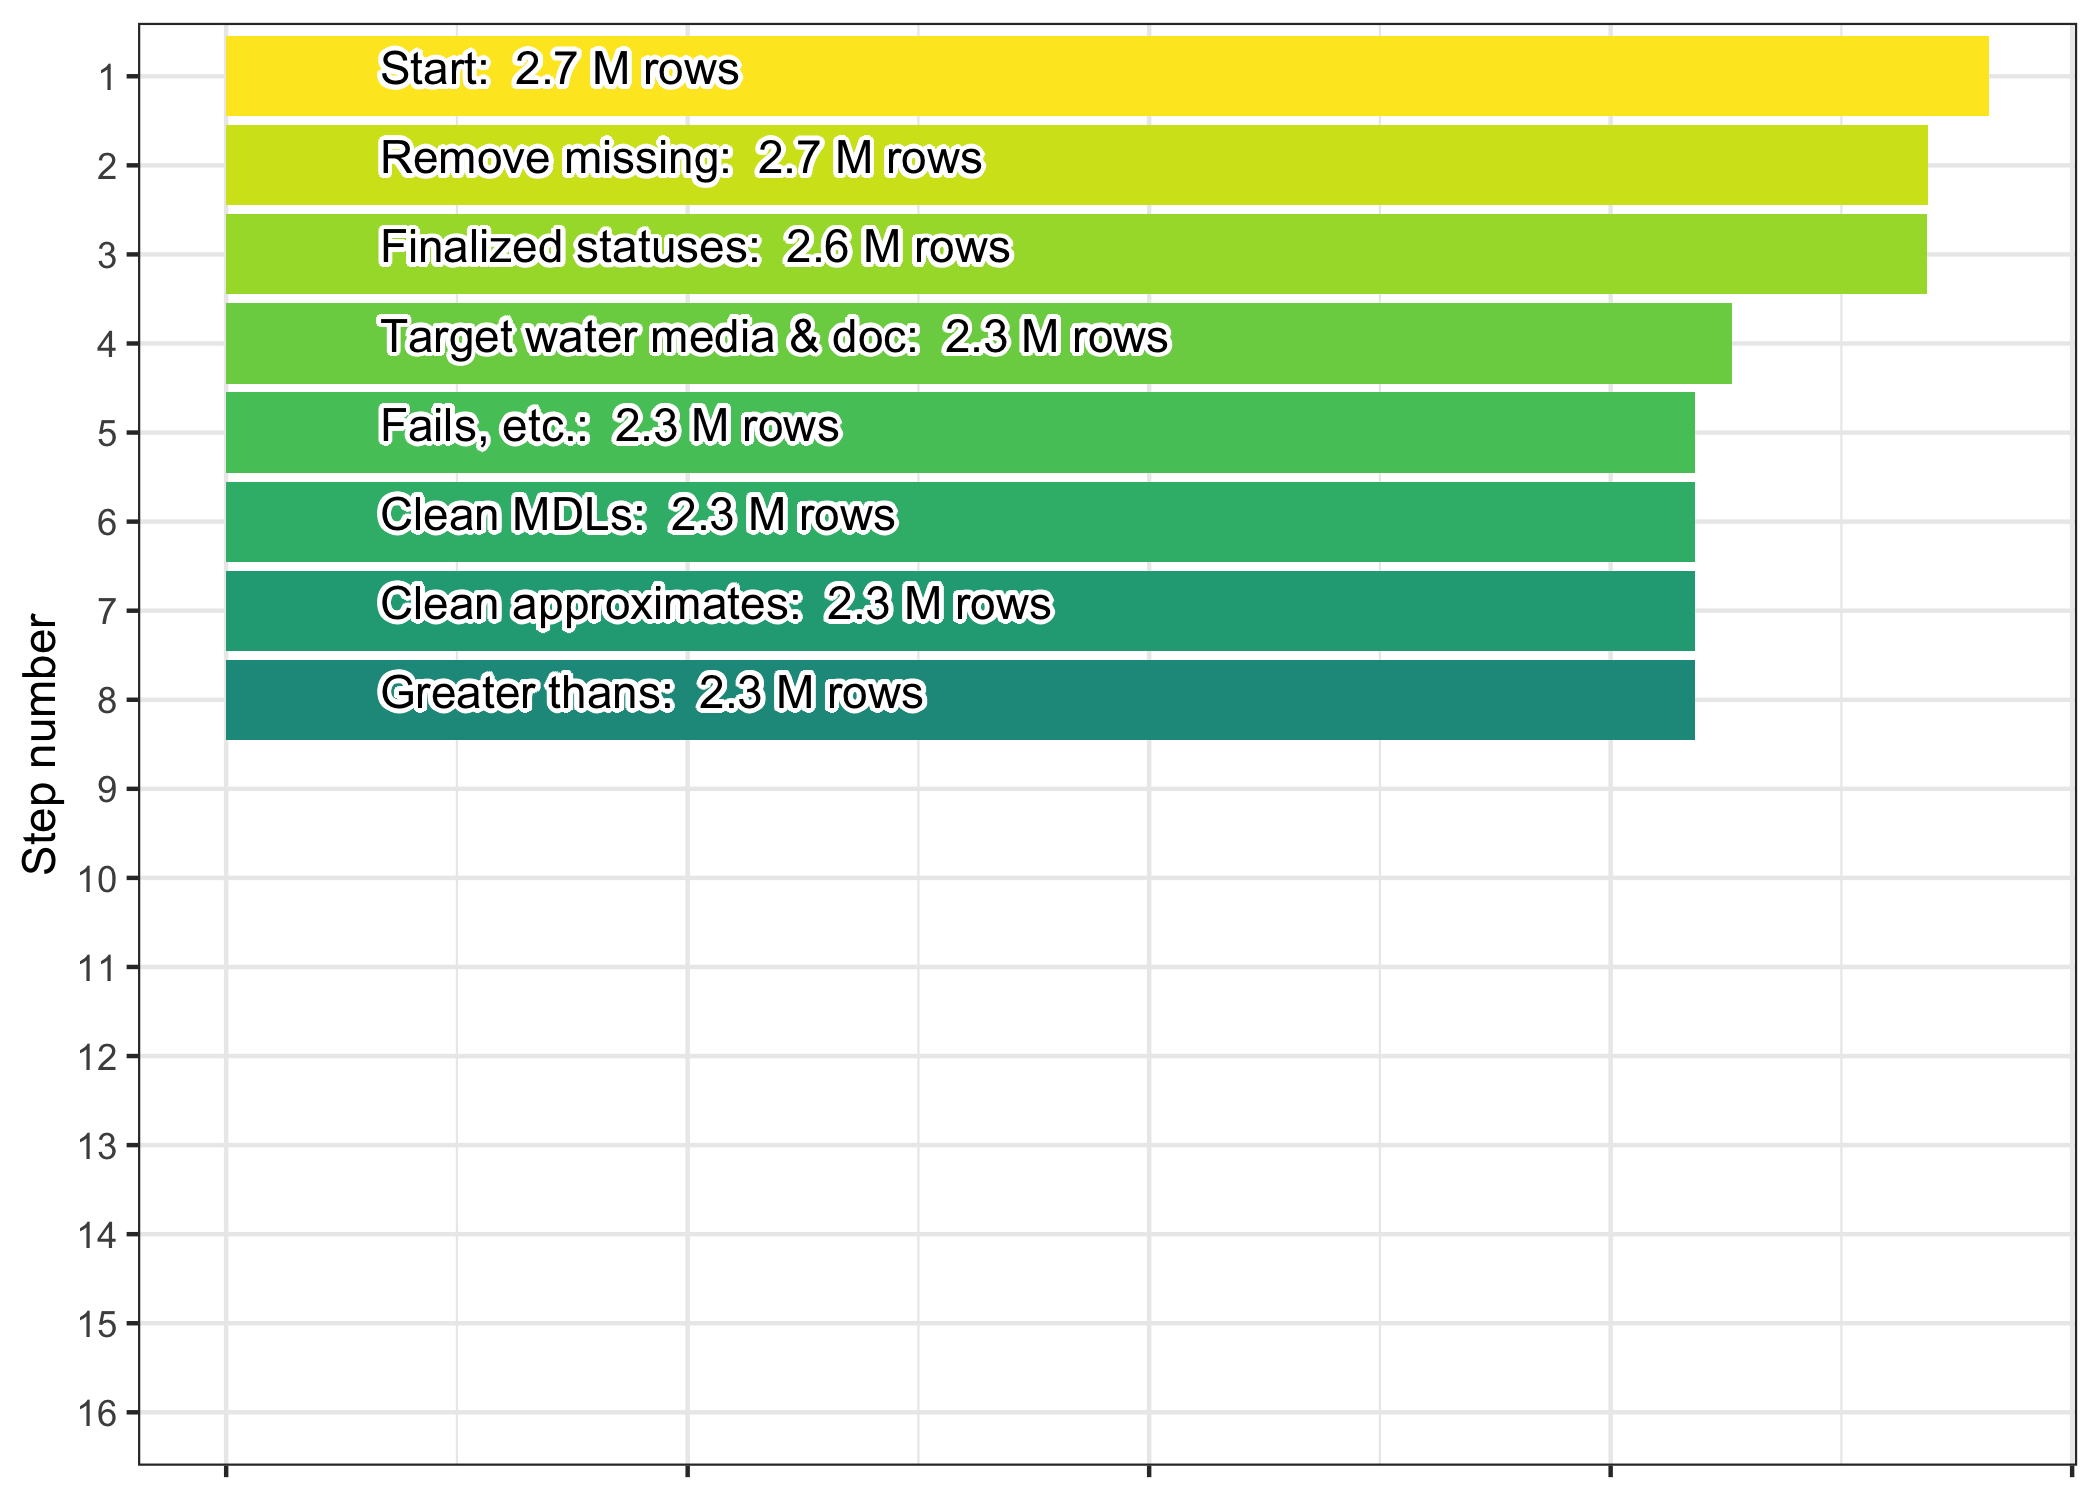 1
Start:  2.7 M rows
2
Remove missing:  2.7 M rows
3
Finalized statuses:  2.6 M rows
4
Target water media & doc:  2.3 M rows
5
Fails, etc.:  2.3 M rows
6
Clean MDLs:  2.3 M rows
7
Clean approximates:  2.3 M rows
8
Greater thans:  2.3 M rows
9
10
11
12
13
14
15
16
Step number